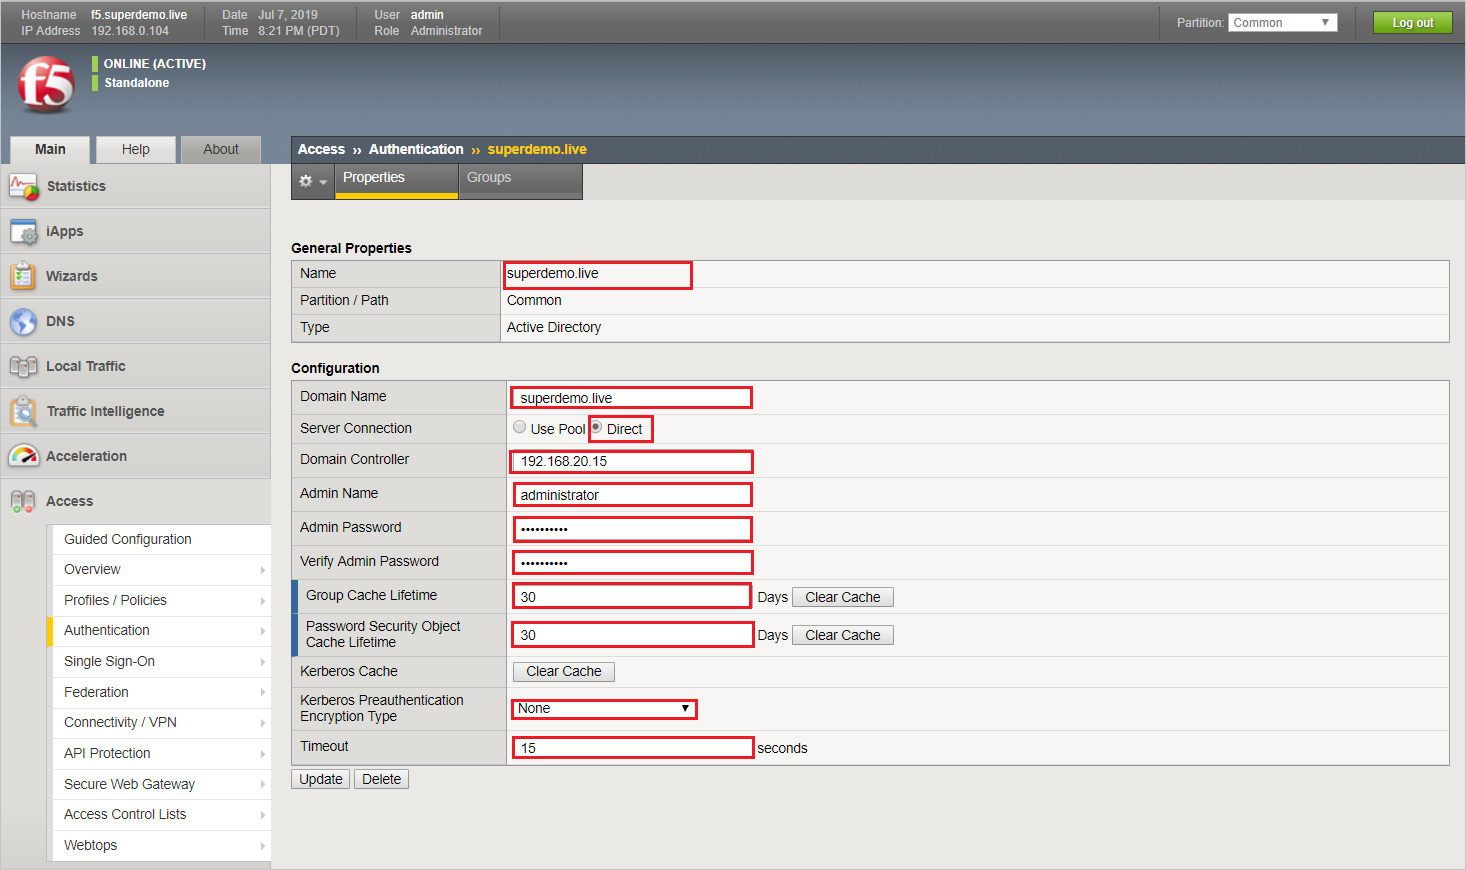 Hostname f5.superdemo.live Date Jul 7, 2019 User admin
IP Address 192.168.0.104 Time 8:21 PM (PDT) Role Administrator
Partition: Common Log out
f5
ONLINE (ACTIVE)
Standalone
Main Help About
Access ›› Authentication ›› superdemo.live
Properties Groups
Statistics
iApps
Wizards
DNS
Local Traffic
Traffic Intelligence
Acceleration
Access
Guided Configuration
Overview
Profiles / Policies
Authentication
Single Sign-On
Federation
Connectivity / VPN
API Protection
Secure Web Gateway
Access Control Lists
Webtops
General Properties
Name superdemo.live
Partition / Path Common
Type Active Directory
Configuration
Domain Name superdemo.live
Server Connection Use Pool Direct
Domain Controller 192.168.20.15
Admin Name administrator
Admin Password ••••••••••
Verify Admin Password ••••••••••
Group Cache Lifetime 30 Days Clear Cache
Password Security Object
Cache Lifetime 30 Days Clear Cache
Kerberos Cache Clear Cache
Kerberos Preauthentication
Encryption Type None
Timeout 15 seconds
Update Delete